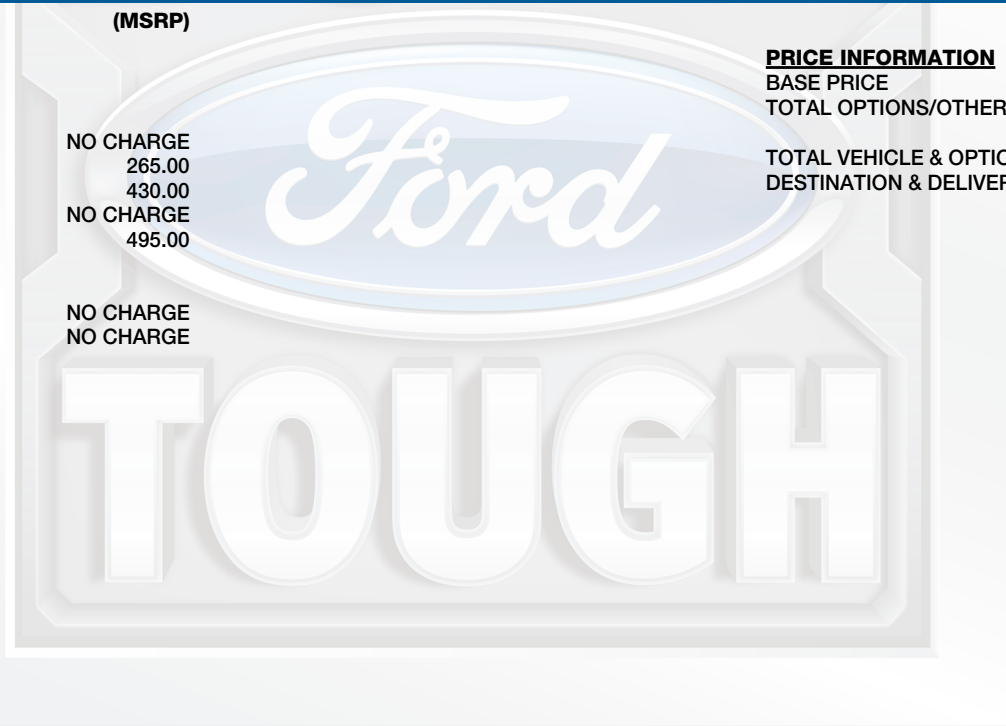 (MSRP)
NO CHARGE
265.00
430.00
NO CHARGE
495.00
NO CHARGE
NO CHARGE
PRICE INFORMATION
BASE PRICE
TOTAL OPTIONS/OTHER
TOTAL VEHICLE & OPTIO
DESTINATION & DELIVER
Ford
TOUGH